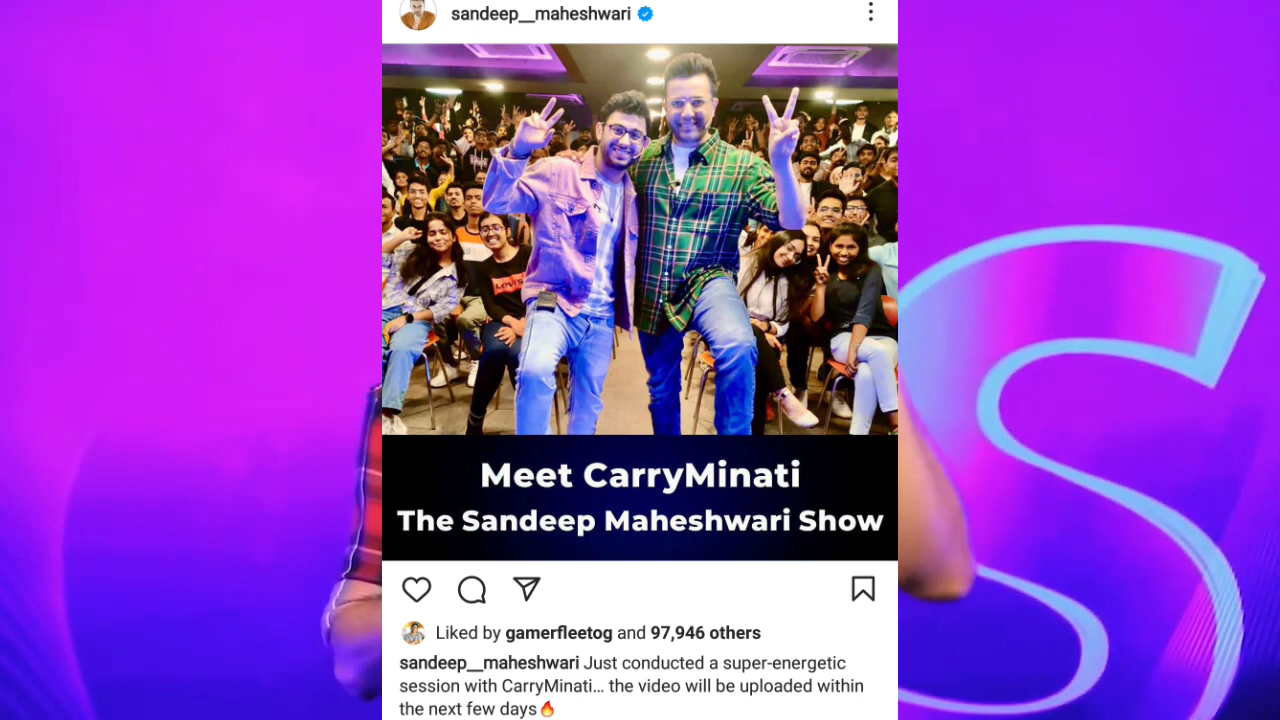 sandeep__maheshwari
Levi's
Meet CarryMinati
The Sandeep Maheshwari Show
Liked by gamerfleetog and 97,946 others
sandeep__maheshwari Just conducted a super-energetic
session with CarryMinati... the video will be uploaded within
the next few days🔥
S